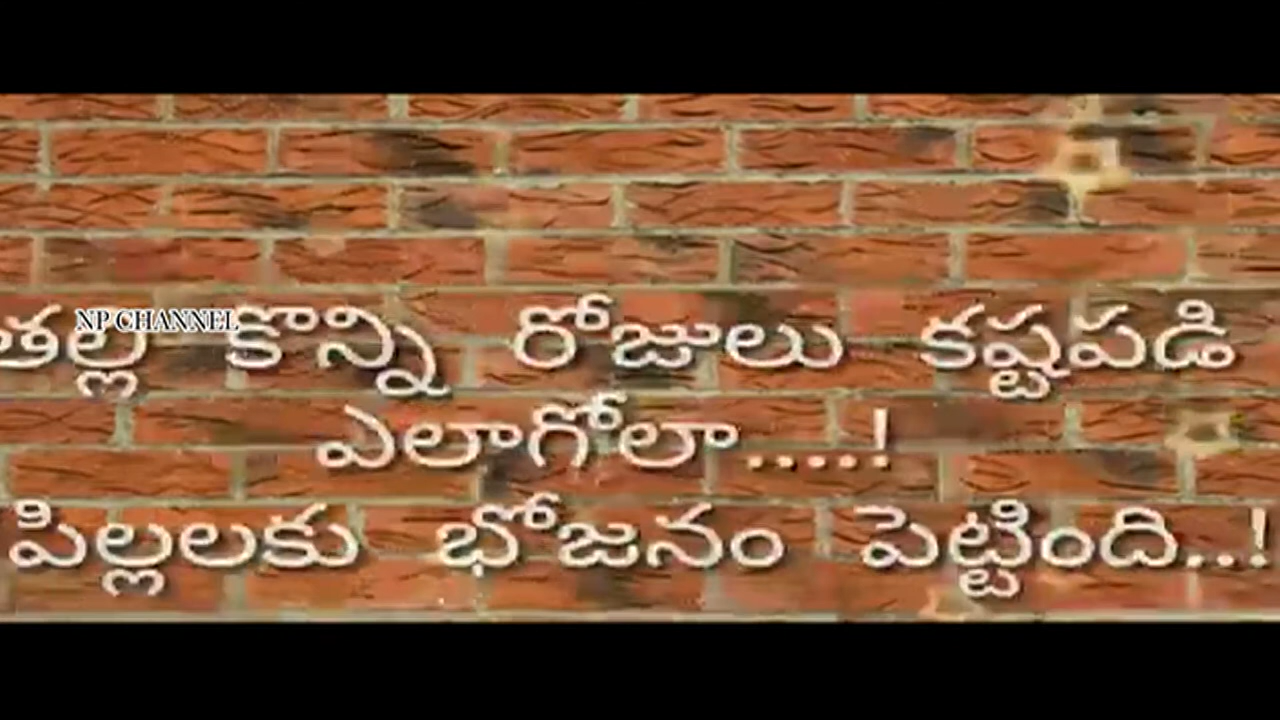 NP CHANNEL
తల్లి కొన్ని రోజులు కష్టపడి
ఎలాగోలా....!
పిల్లలకు భోజనం పెట్టింది..!